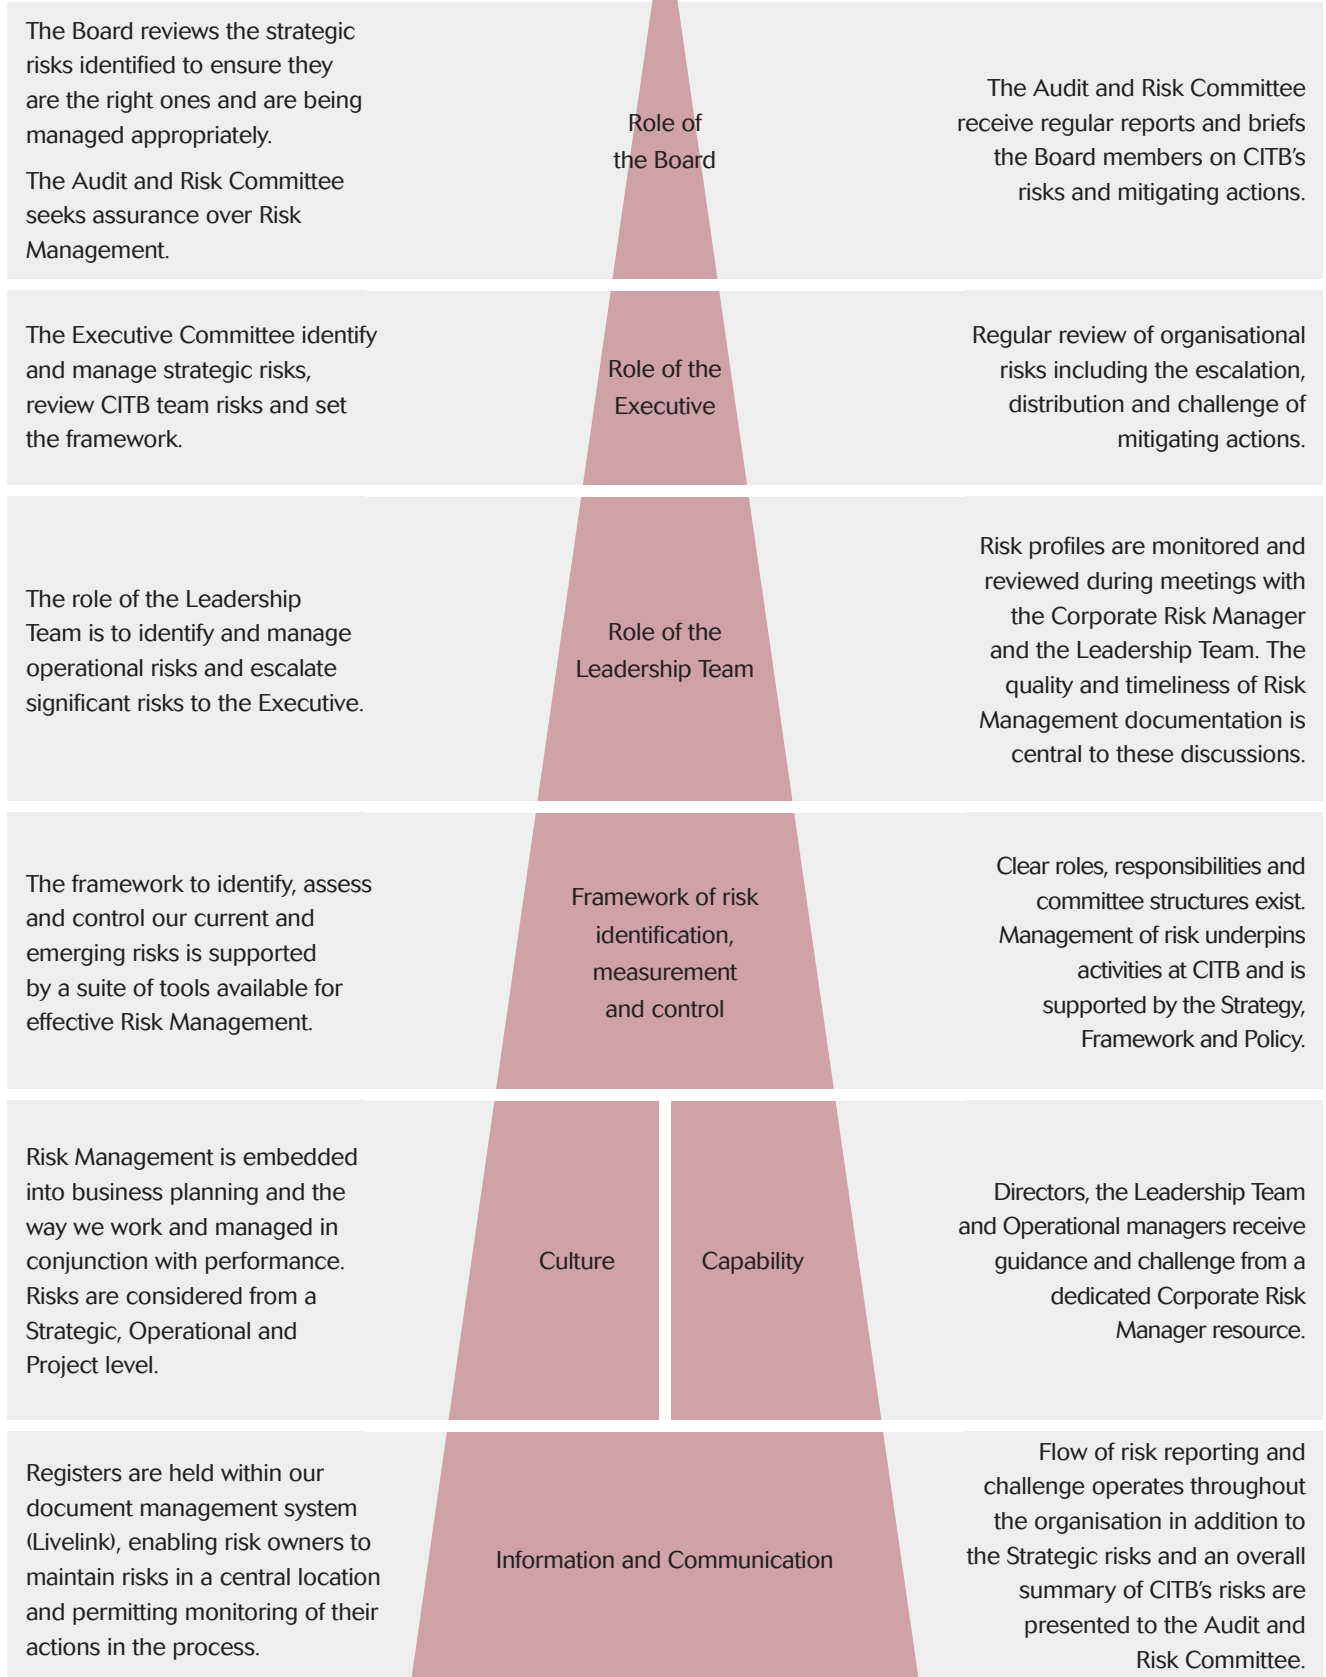 The Board reviews the strategic
risks identified to ensure they
are the right ones and are being
managed appropriately.
The Audit and Risk Committee
seeks assurance over Risk
Management.
Role of
the Board
The Audit and Risk Committee
receive regular reports and briefs
the Board members on CITB's
risks and mitigating actions.
The Executive Committee identify
and manage strategic risks,
review CITB team risks and set
the framework.
Role of the
Executive
Regular review of organisational
risks including the escalation,
distribution and challenge of
mitigating actions.
The role of the Leadership
Team is to identify and manage
operational risks and escalate
significant risks to the Executive.
Role of the
Leadership Team
Risk profiles are monitored and
reviewed during meetings with
the Corporate Risk Manager
and the Leadership Team. The
quality and timeliness of Risk
Management documentation is
central to these discussions.
The framework to identify, assess
and control our current and
emerging risks is supported
by a suite of tools available for
effective Risk Management.
Framework of risk
identification,
measurement
and control
Clear roles, responsibilities and
committee structures exist.
Management of risk underpins
activities at CITB and is
supported by the Strategy,
Framework and Policy.
Risk Management is embedded
into business planning and the
way we work and managed in
conjunction with performance.
Risks are considered from a
Strategic, Operational and
Project level.
Culture
Capability
Directors, the Leadership Team
and Operational managers receive
guidance and challenge from a
dedicated Corporate Risk
Manager resource.
Registers are held within our
document management system
(Livelink), enabling risk owners to
maintain risks in a central location
and permitting monitoring of their
actions in the process.
Information and Communication
Flow of risk reporting and
challenge operates throughout
the organisation in addition to
the Strategic risks and an overall
summary of CITB's risks are
presented to the Audit and
Risk Committee.